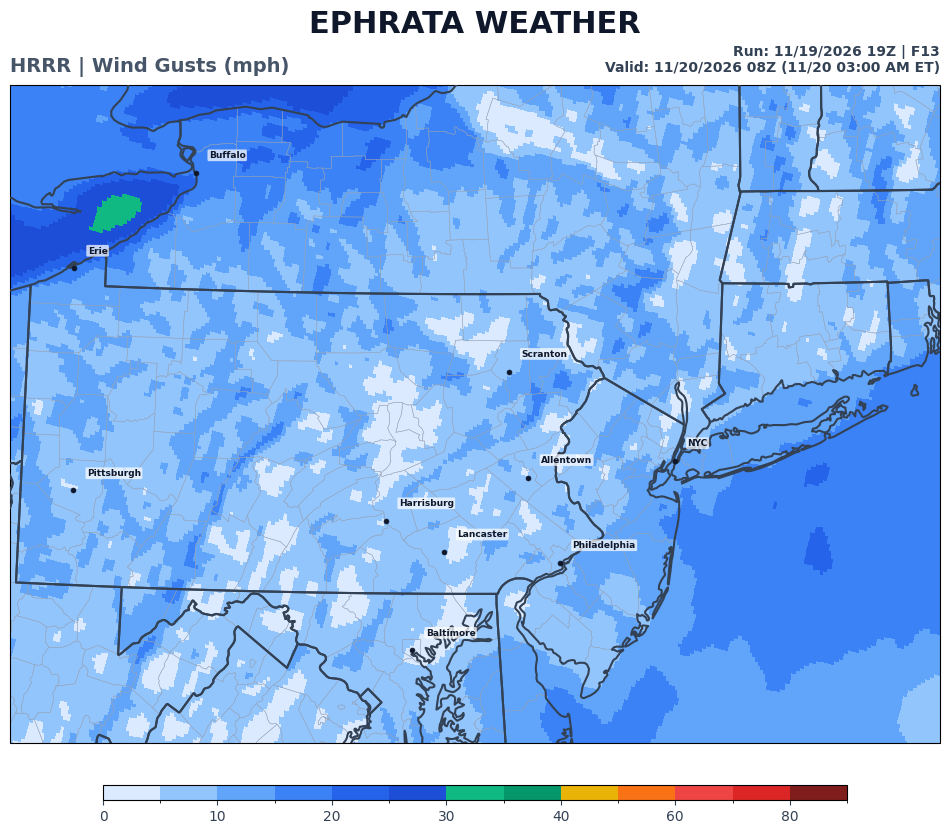 EPHRATA WEATHER
HRRR | Wind Gusts (mph)
Run: 11/19/2026 19Z | F13
Valid: 11/20/2026 08Z (11/20 03:00 AM ET)
Buffalo
Erie
Scranton
NYC
Allentown
Pittsburgh
Harrisburg
Lancaster
Philadelphia
Baltimore
0 10 20 30 40 50 60 70 80